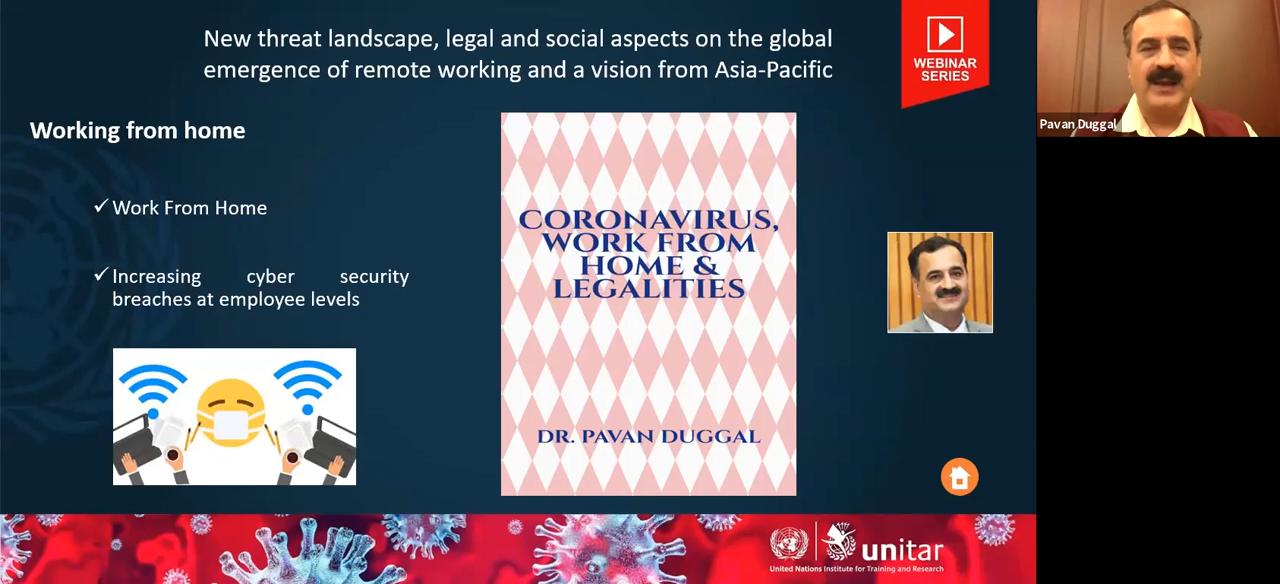 New threat landscape, legal and social aspects on the global
emergence of remote working and a vision from Asia-Pacific
WEBINAR
SERIES
Pavan Duggal
Working from home
✓ Work From Home
✓ Increasing cyber security
breaches at employee levels
CORONAVIRUS,
WORK FROM
HOME &
LEGALITIES
DR. PAVAN DUGGAL
unitar
United Nations Institute for Training and Research